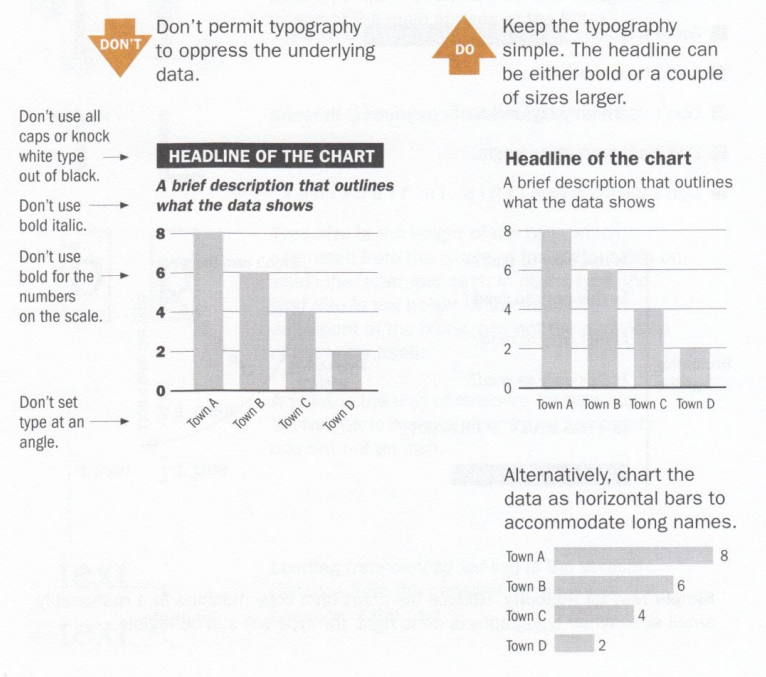 DON'T
Don't permit typography
to oppress the underlying
data.
DO
Keep the typography
simple. The headline can
be either bold or a couple
of sizes larger.
Don't use all
caps or knock
white type
out of black.
Don't use
bold italic.
Don't use
bold for the
numbers
on the scale.
Don't set
type at an
angle.
HEADLINE OF THE CHART
A brief description that outlines
what the data shows
8
6
4
2
0
Town A
Town B
Town C
Town D
Headline of the chart
A brief description that outlines
what the data shows
8
6
4
2
0
Town A Town B Town C Town D
Alternatively, chart the
data as horizontal bars to
accommodate long names.
Town A 8
Town B 6
Town C 4
Town D 2